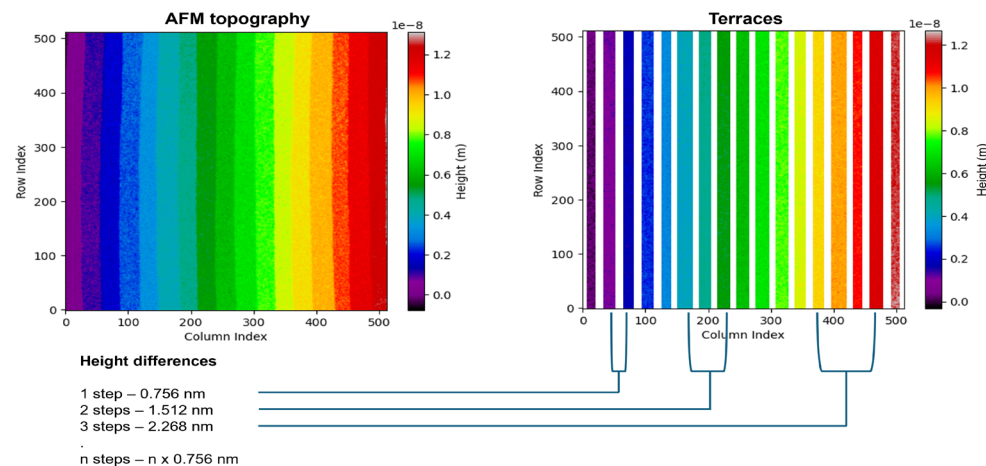 AFM topography
1e−8
500
400
300
200
100
0
Row Index
0 100 200 300 400 500
Column Index
1.2
1.0
0.8
0.6
0.4
0.2
0.0
Height (m)
Terraces
1e−8
500
400
300
200
100
0
Row Index
0 100 200 300 400 500
Column Index
1.2
1.0
0.8
0.6
0.4
0.2
0.0
Height (m)
Height differences
1 step – 0.756 nm
2 steps – 1.512 nm
3 steps – 2.268 nm
.
n steps – n x 0.756 nm